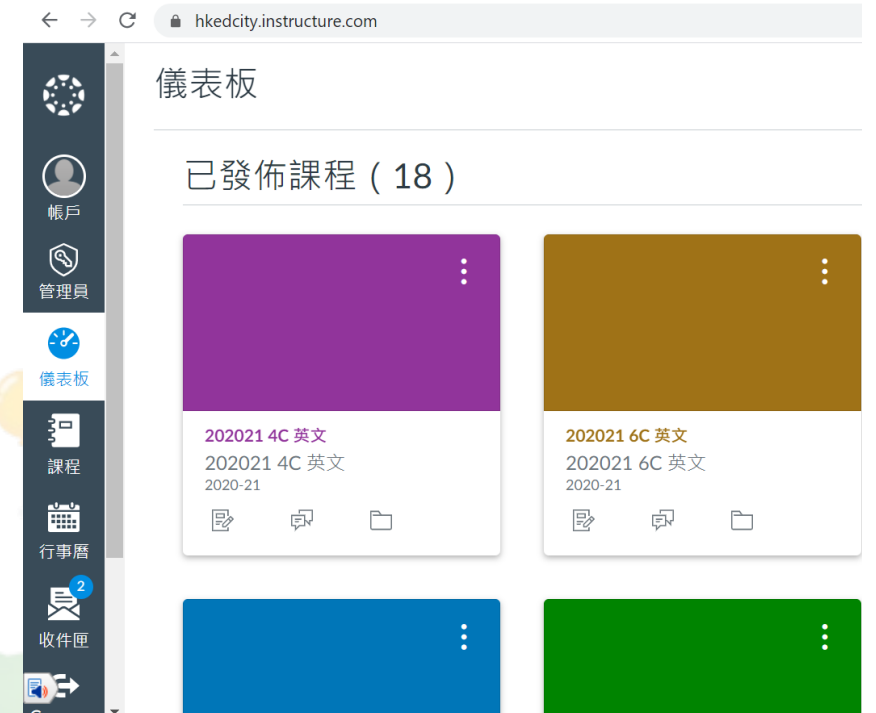 hkedcity.instructure.com
儀表板
帳戶
管理員
儀表板
課程
行事曆
2
收件匣
已發佈課程（18）
202021 4C 英文
202021 4C 英文
2020-21
202021 6C 英文
202021 6C 英文
2020-21